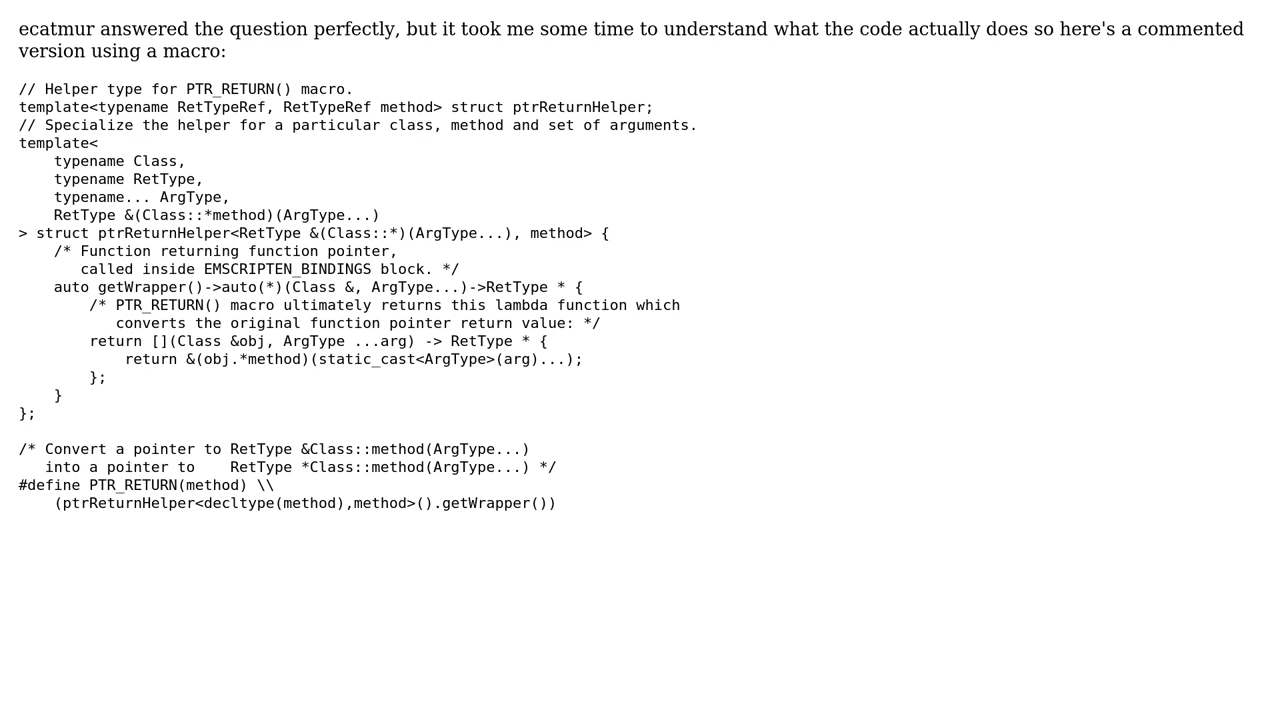 ecatmur answered the question perfectly, but it took me some time to understand what the code actually does so here's a commented
version using a macro:
// Helper type for PTR_RETURN() macro.
template<typename RetTypeRef, RetTypeRef method> struct ptrReturnHelper;
// Specialize the helper for a particular class, method and set of arguments.
template<
    typename Class,
    typename RetType,
    typename... ArgType,
    RetType &(Class::*method)(ArgType...)
> struct ptrReturnHelper<RetType &(Class::*)(ArgType...), method> {
    /* Function returning function pointer,
       called inside EMSCRIPTEN_BINDINGS block. */
    auto getWrapper()->auto(*)(Class &, ArgType...)->RetType * {
        /* PTR_RETURN() macro ultimately returns this lambda function which
           converts the original function pointer return value: */
        return [](Class &obj, ArgType ...arg) -> RetType * {
            return &(obj.*method)(static_cast<ArgType>(arg)...);
        };
    }
};
/* Convert a pointer to RetType &Class::method(ArgType...)
   into a pointer to    RetType *Class::method(ArgType...) */
#define PTR_RETURN(method) \\
    (ptrReturnHelper<decltype(method),method>().getWrapper())